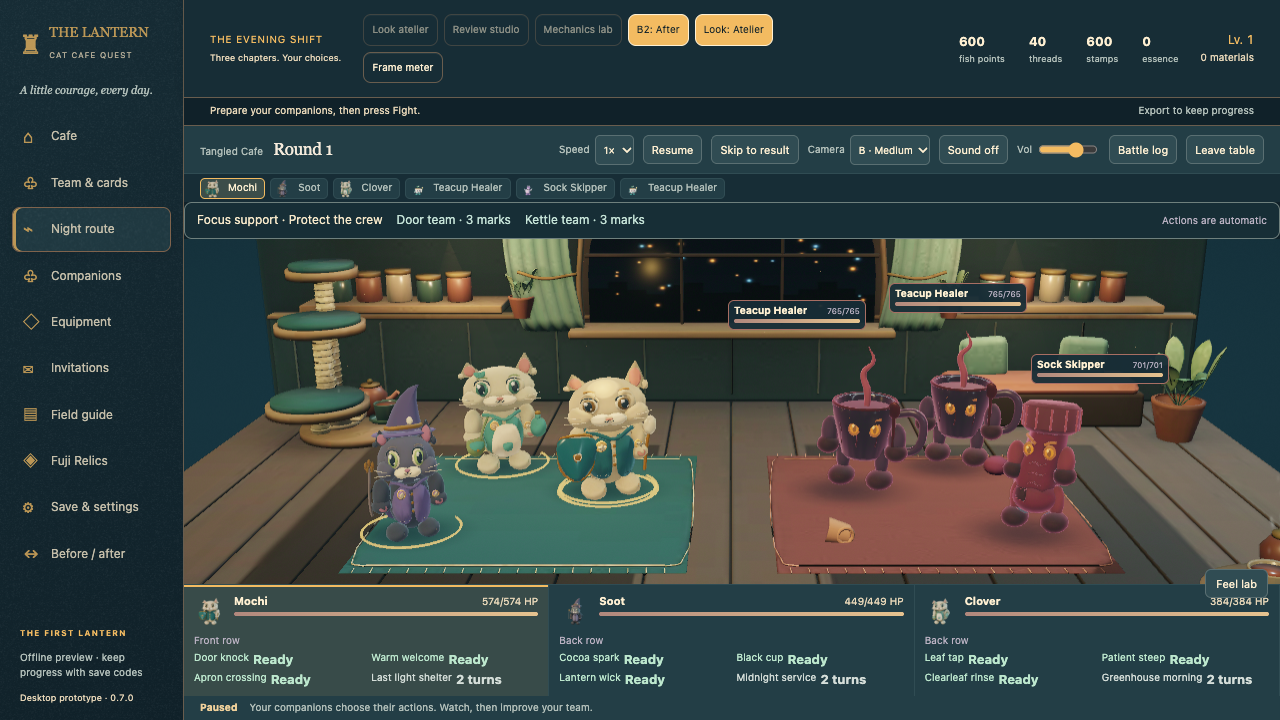 THE LANTERN
CAT CAFE QUEST
A little courage, every day.
Cafe
Team & cards
Night route
Companions
Equipment
Invitations
Field guide
Fuji Relics
Save & settings
Before / after
THE FIRST LANTERN
Offline preview · keep
progress with save codes
Desktop prototype · 0.7.0
THE EVENING SHIFT
Three chapters. Your choices.
Look atelier
Review studio
Mechanics lab
B2: After
Look: Atelier
Frame meter
600
fish points
40
threads
600
stamps
0
essence
Lv. 1
0 materials
Prepare your companions, then press Fight.
Export to keep progress
Tangled Cafe Round 1
Speed 1x Resume Skip to result Camera B · Medium Sound off Vol Battle log Leave table
Mochi Soot Clover Teacup Healer Sock Skipper Teacup Healer
Focus support · Protect the crew Door team · 3 marks Kettle team · 3 marks Actions are automatic
Teacup Healer 765/765
Teacup Healer 765/765
Sock Skipper 701/701
Feel lab
Mochi 574/574 HP
Front row
Door knock Ready Warm welcome Ready
Apron crossing Ready Last light shelter 2 turns
Soot 449/449 HP
Back row
Cocoa spark Ready Black cup Ready
Lantern wick Ready Midnight service 2 turns
Clover 384/384 HP
Back row
Leaf tap Ready Patient steep Ready
Clearleaf rinse Ready Greenhouse morning 2 turns
Paused Your companions choose their actions. Watch, then improve your team.